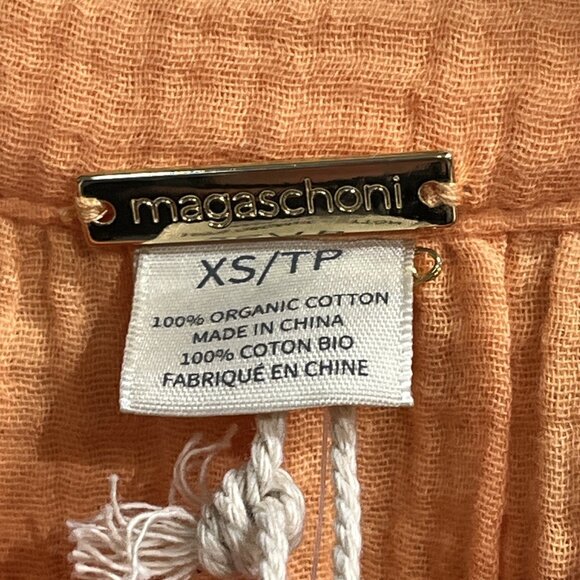 magaschoni
XS/TP
100% ORGANIC COTTON
MADE IN CHINA
100% COTON BIO
FABRIQUÉ EN CHINE